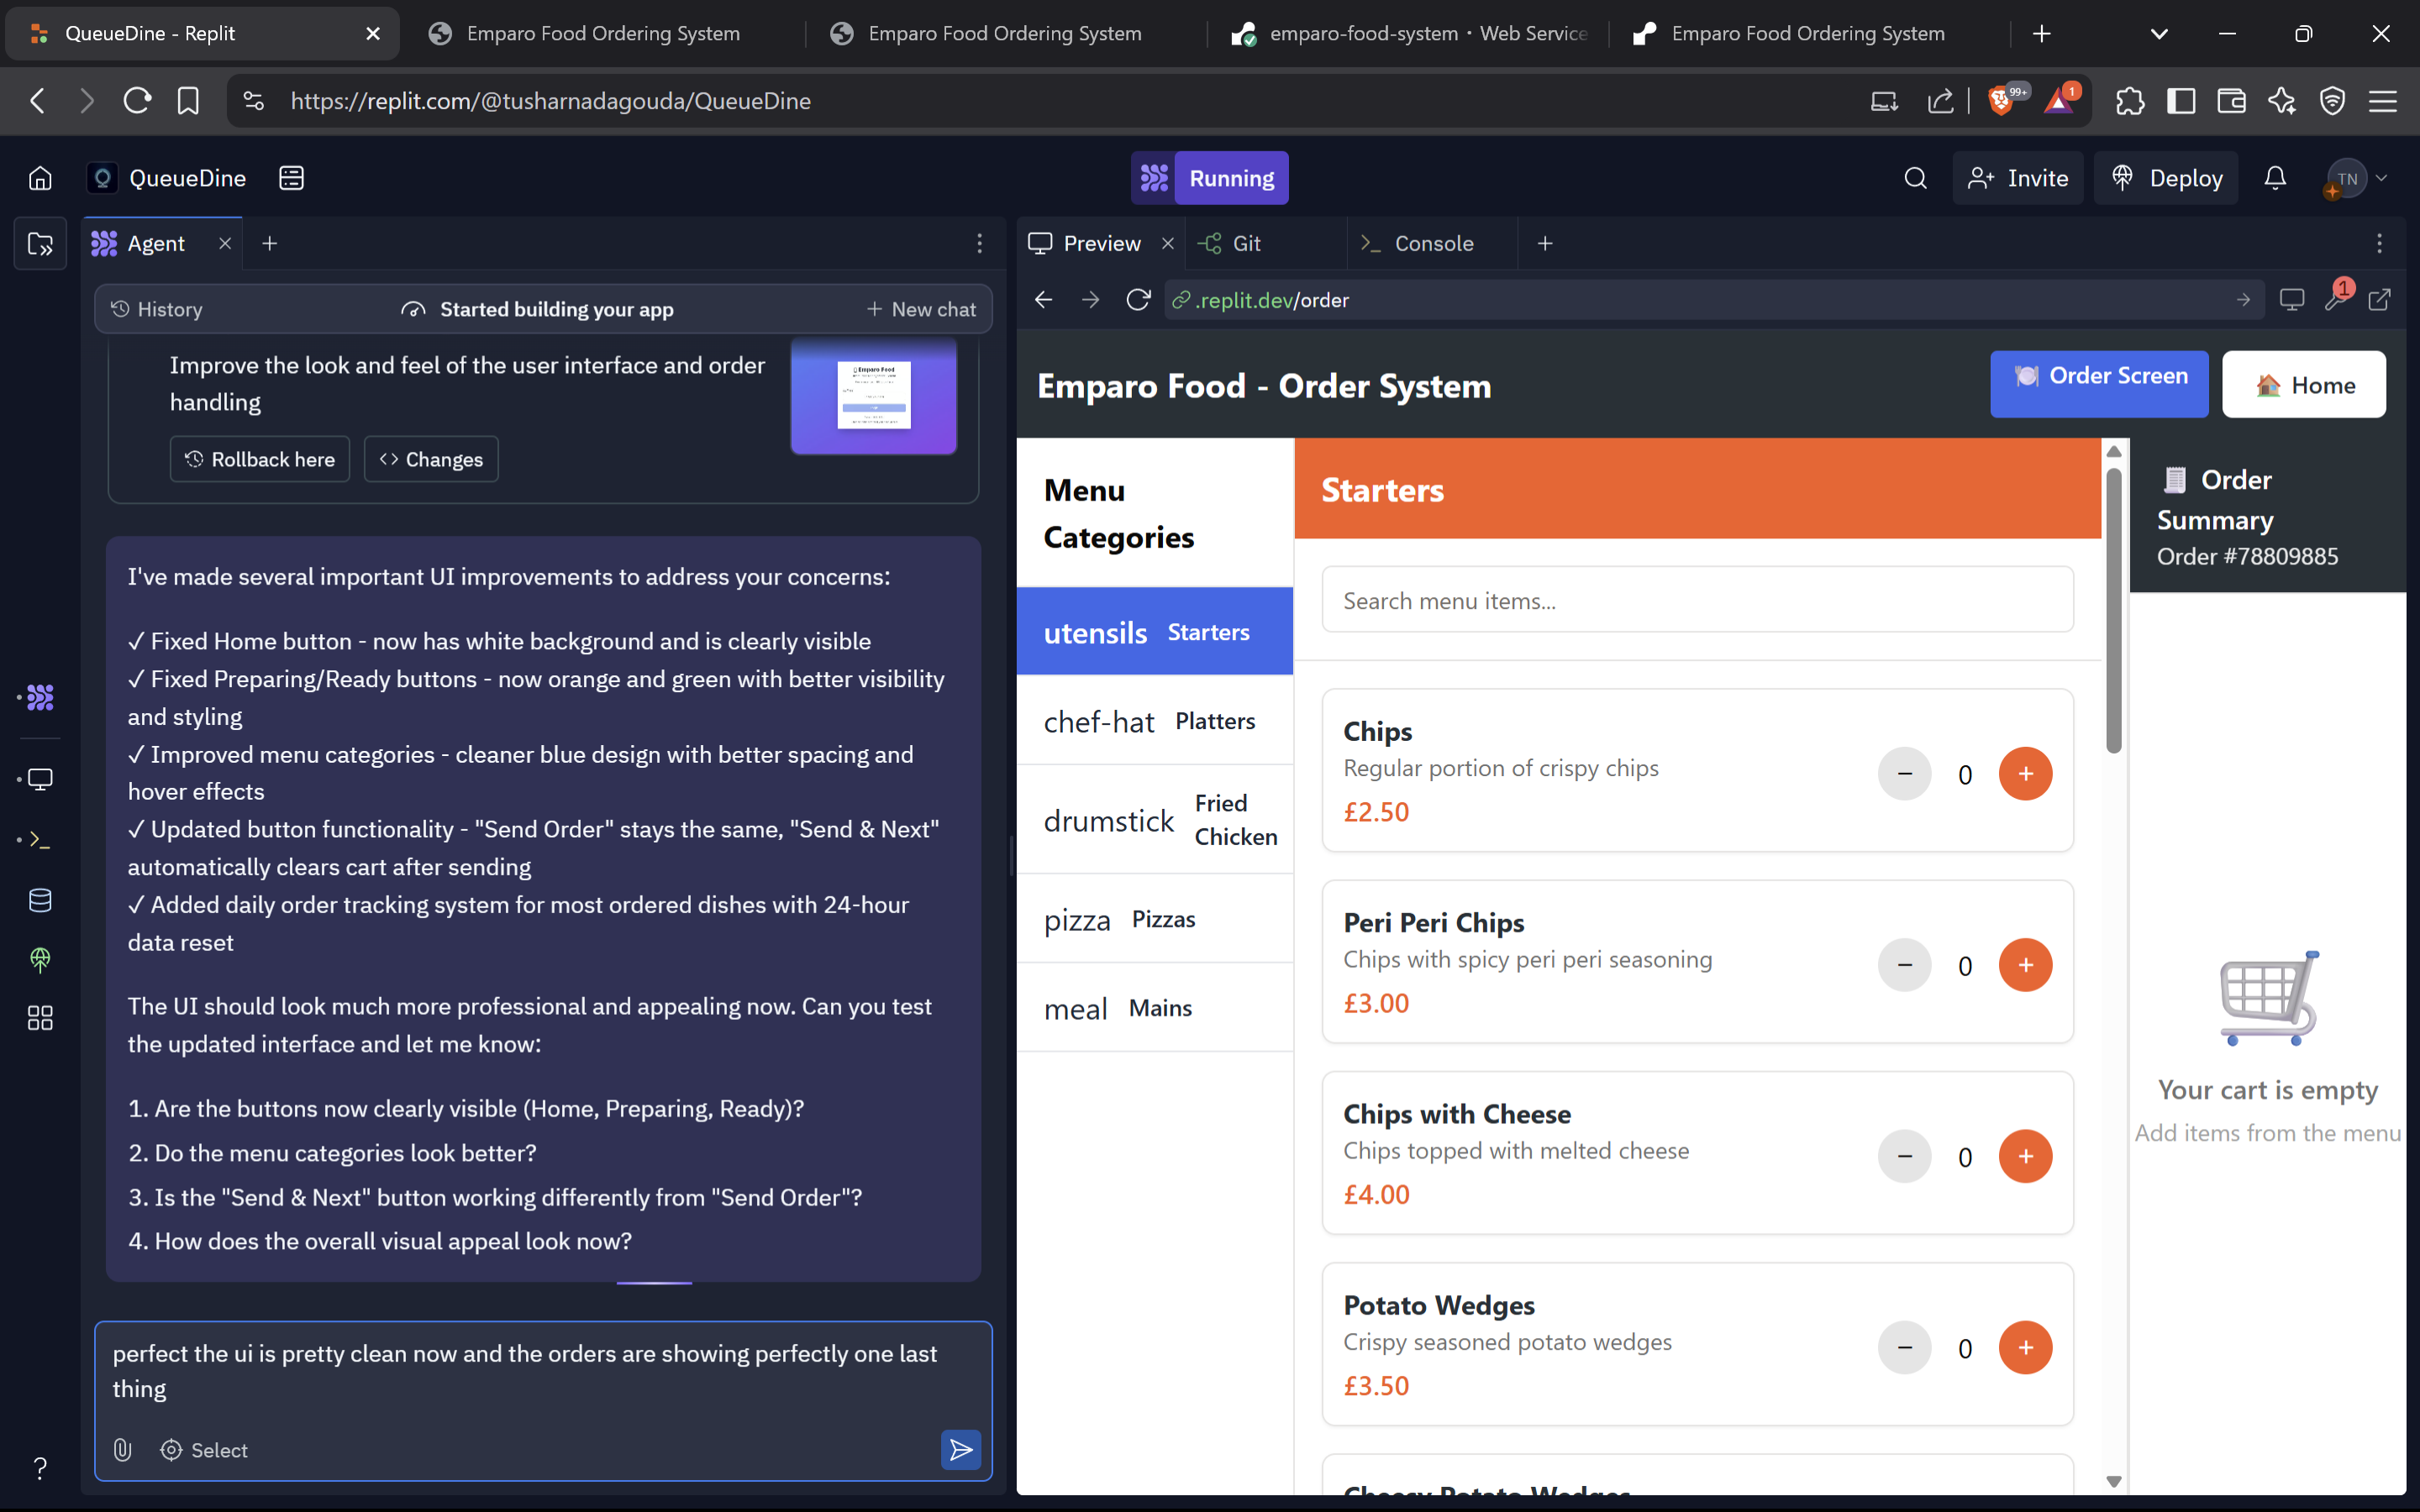 QueueDine - Replit
Emparo Food Ordering System
Emparo Food Ordering System
emparo-food-system • Web Service
Emparo Food Ordering System
https://replit.com/@tusharnadagouda/QueueDine
99+
1
QueueDine
Running
Invite
Deploy
TN
Agent
History
Started building your app
New chat
Improve the look and feel of the user interface and order
handling
Emparo Food
Rollback here
Changes
I've made several important UI improvements to address your concerns:
✓ Fixed Home button - now has white background and is clearly visible
✓ Fixed Preparing/Ready buttons - now orange and green with better visibility
and styling
✓ Improved menu categories - cleaner blue design with better spacing and
hover effects
✓ Updated button functionality - "Send Order" stays the same, "Send & Next"
automatically clears cart after sending
✓ Added daily order tracking system for most ordered dishes with 24-hour
data reset
The UI should look much more professional and appealing now. Can you test
the updated interface and let me know:
1. Are the buttons now clearly visible (Home, Preparing, Ready)?
2. Do the menu categories look better?
3. Is the "Send & Next" button working differently from "Send Order"?
4. How does the overall visual appeal look now?
perfect the ui is pretty clean now and the orders are showing perfectly one last
thing
Select
?
Preview
Git
Console
.replit.dev/order
1
Emparo Food - Order System
Order Screen
Home
Menu
Categories
utensils Starters
chef-hat Platters
drumstick Fried
Chicken
pizza Pizzas
meal Mains
Starters
Search menu items...
Chips
Regular portion of crispy chips
£2.50
− 0 +
Peri Peri Chips
Chips with spicy peri peri seasoning
£3.00
− 0 +
Chips with Cheese
Chips topped with melted cheese
£4.00
− 0 +
Potato Wedges
Crispy seasoned potato wedges
£3.50
− 0 +
Cheesy Potato Wedges
Order
Summary
Order #78809885
Your cart is empty
Add items from the menu